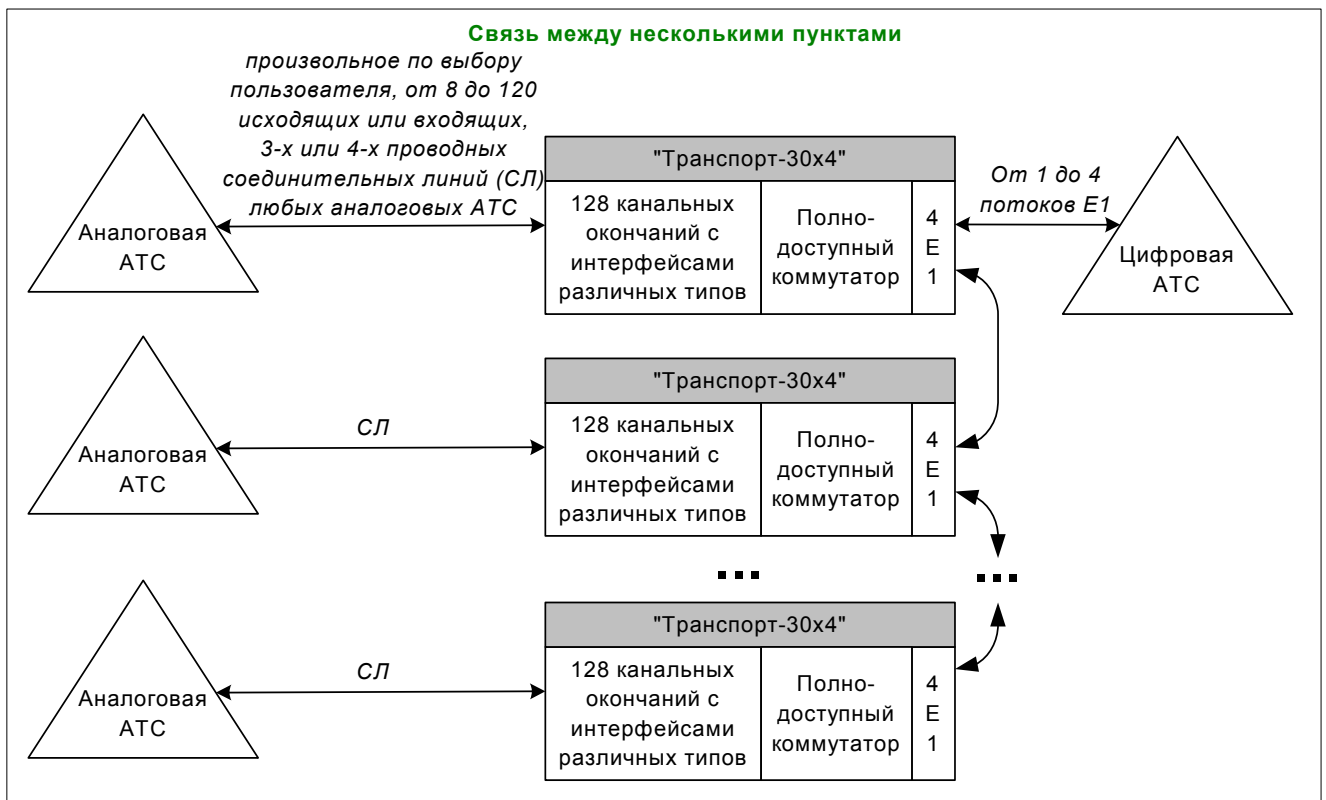 Связь между несколькими пунктами
произвольное по выбору
пользователя, от 8 до 120
исходящих или входящих,
3-х или 4-х проводных
соединительных линий (СЛ)
любых аналоговых АТС
Аналоговая
АТС
"Транспорт-30х4"
128 канальных
окончаний с
интерфейсами
различных типов
Полно-
доступный
коммутатор
4
Е
1
От 1 до 4
потоков Е1
Цифровая
АТС
Аналоговая
АТС
СЛ
"Транспорт-30х4"
128 канальных
окончаний с
интерфейсами
различных типов
Полно-
доступный
коммутатор
4
Е
1
...
...
Аналоговая
АТС
СЛ
"Транспорт-30х4"
128 канальных
окончаний с
интерфейсами
различных типов
Полно-
доступный
коммутатор
4
Е
1